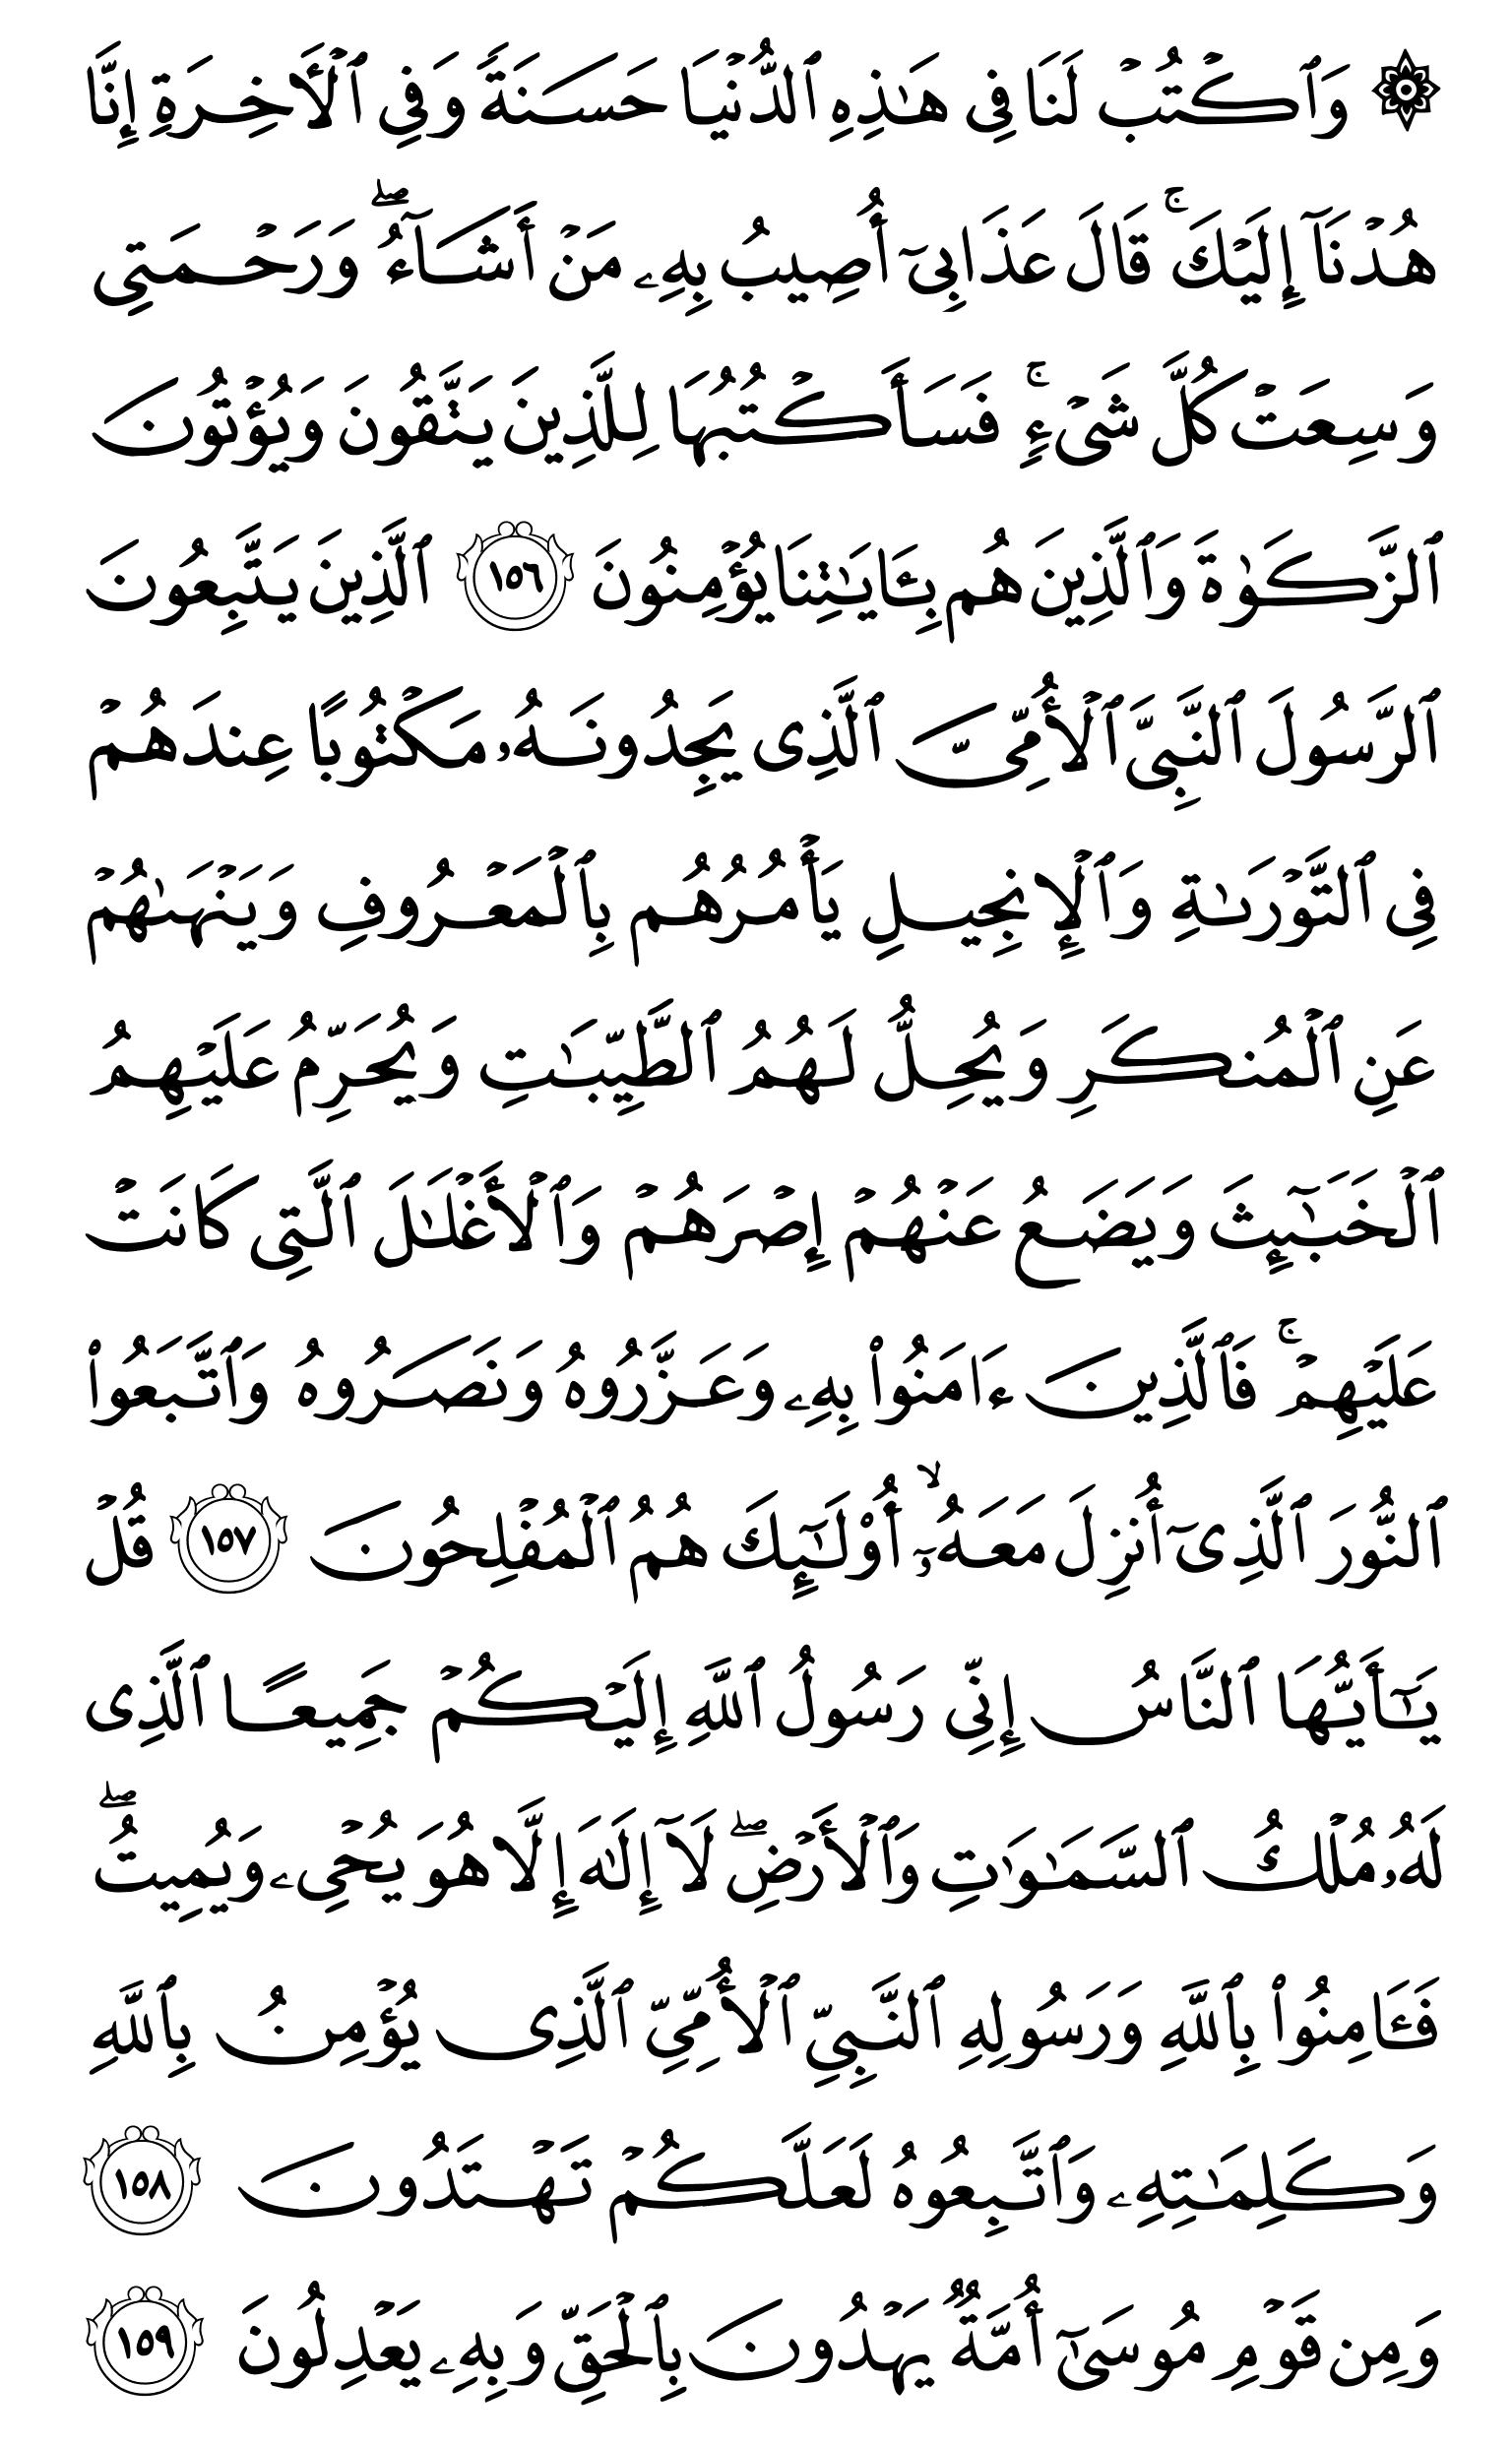 ۞ وَٱكْتُبْ لَنَا فِى هَـٰذِهِ ٱلدُّنْيَا حَسَنَةً وَفِى ٱلْـَٔاخِرَةِ إِنَّا
هُدْنَآ إِلَيْكَ ۚ قَالَ عَذَابِىٓ أُصِيبُ بِهِۦ مَنْ أَشَآءُ ۖ وَرَحْمَتِى
وَسِعَتْ كُلَّ شَىْءٍ ۚ فَسَأَكْتُبُهَا لِلَّذِينَ يَتَّقُونَ وَيُؤْتُونَ
ٱلزَّكَوٰةَ وَٱلَّذِينَ هُم بِـَٔايَـٰتِنَا يُؤْمِنُونَ ١٥٦ ٱلَّذِينَ يَتَّبِعُونَ
ٱلرَّسُولَ ٱلنَّبِىَّ ٱلْأُمِّىَّ ٱلَّذِى يَجِدُونَهُۥ مَكْتُوبًا عِندَهُمْ
فِى ٱلتَّوْرَىٰةِ وَٱلْإِنجِيلِ يَأْمُرُهُم بِٱلْمَعْرُوفِ وَيَنْهَىٰهُمْ
عَنِ ٱلْمُنكَرِ وَيُحِلُّ لَهُمُ ٱلطَّيِّبَـٰتِ وَيُحَرِّمُ عَلَيْهِمُ
ٱلْخَبَـٰٓئِثَ وَيَضَعُ عَنْهُمْ إِصْرَهُمْ وَٱلْأَغْلَـٰلَ ٱلَّتِى كَانَتْ
عَلَيْهِمْ ۚ فَٱلَّذِينَ ءَامَنُوا۟ بِهِۦ وَعَزَّرُوهُ وَنَصَرُوهُ وَٱتَّبَعُوا۟
ٱلنُّورَ ٱلَّذِىٓ أُنزِلَ مَعَهُۥٓ ۙ أُو۟لَـٰٓئِكَ هُمُ ٱلْمُفْلِحُونَ ١٥٧ قُلْ
يَـٰٓأَيُّهَا ٱلنَّاسُ إِنِّى رَسُولُ ٱللَّهِ إِلَيْكُمْ جَمِيعًا ٱلَّذِى
لَهُۥ مُلْكُ ٱلسَّمَـٰوَٰتِ وَٱلْأَرْضِ ۖ لَآ إِلَـٰهَ إِلَّا هُوَ يُحْىِۦ وَيُمِيتُ ۖ
فَـَٔامِنُوا۟ بِٱللَّهِ وَرَسُولِهِ ٱلنَّبِىِّ ٱلْأُمِّىِّ ٱلَّذِى يُؤْمِنُ بِٱللَّهِ
وَكَلِمَـٰتِهِۦ وَٱتَّبِعُوهُ لَعَلَّكُمْ تَهْتَدُونَ ١٥٨
وَمِن قَوْمِ مُوسَىٰٓ أُمَّةٌ يَهْدُونَ بِٱلْحَقِّ وَبِهِۦ يَعْدِلُونَ ١٥٩